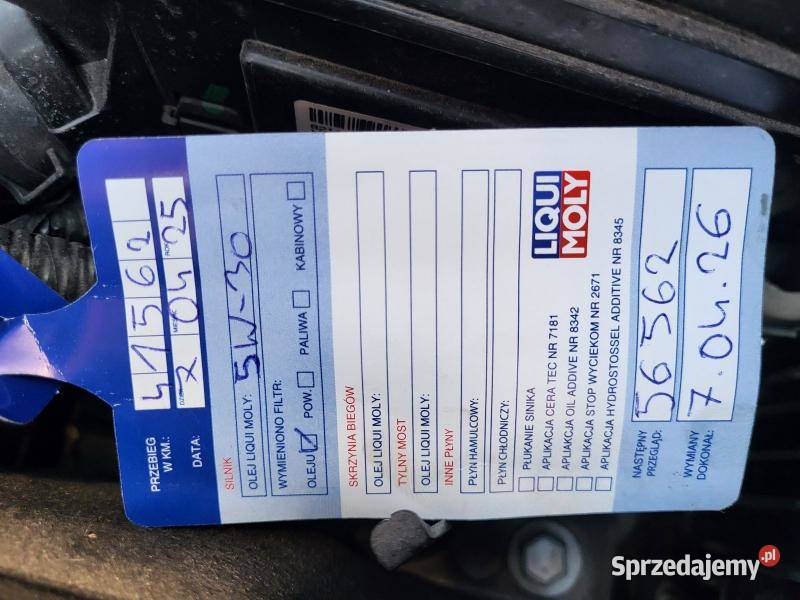 PRZEBIEG
W KM.: 41562
DATA: 7 04 25
SILNIK
OLEJ LIQUI MOLY: 5W-30
WYMIENIONO FILTR:
OLEJU POW. PALIWA KABINOWY
SKRZYNIA BIEGÓW
OLEJ LIQUI MOLY:
TYLNY MOST
OLEJ LIQUI MOLY:
INNE PŁYNY
PŁYN HAMULCOWY:
PŁYN CHŁODNICZY:
PŁUKANIE SINIKA
APLIKACJA CERA TEC NR 7181
APLIAKCJA OIL ADDIVE NR 8342
APLIKACJA STOP WYCIEKOM NR 2671
APLIKACJA HYDROSTOSSEL ADDITIVE NR 8345
LIQUI
MOLY
NASTĘPNY
PRZEGLĄD: 56562
WYMIANY
DOKONAŁ: 7.04.26
Sprzedajemy.pl